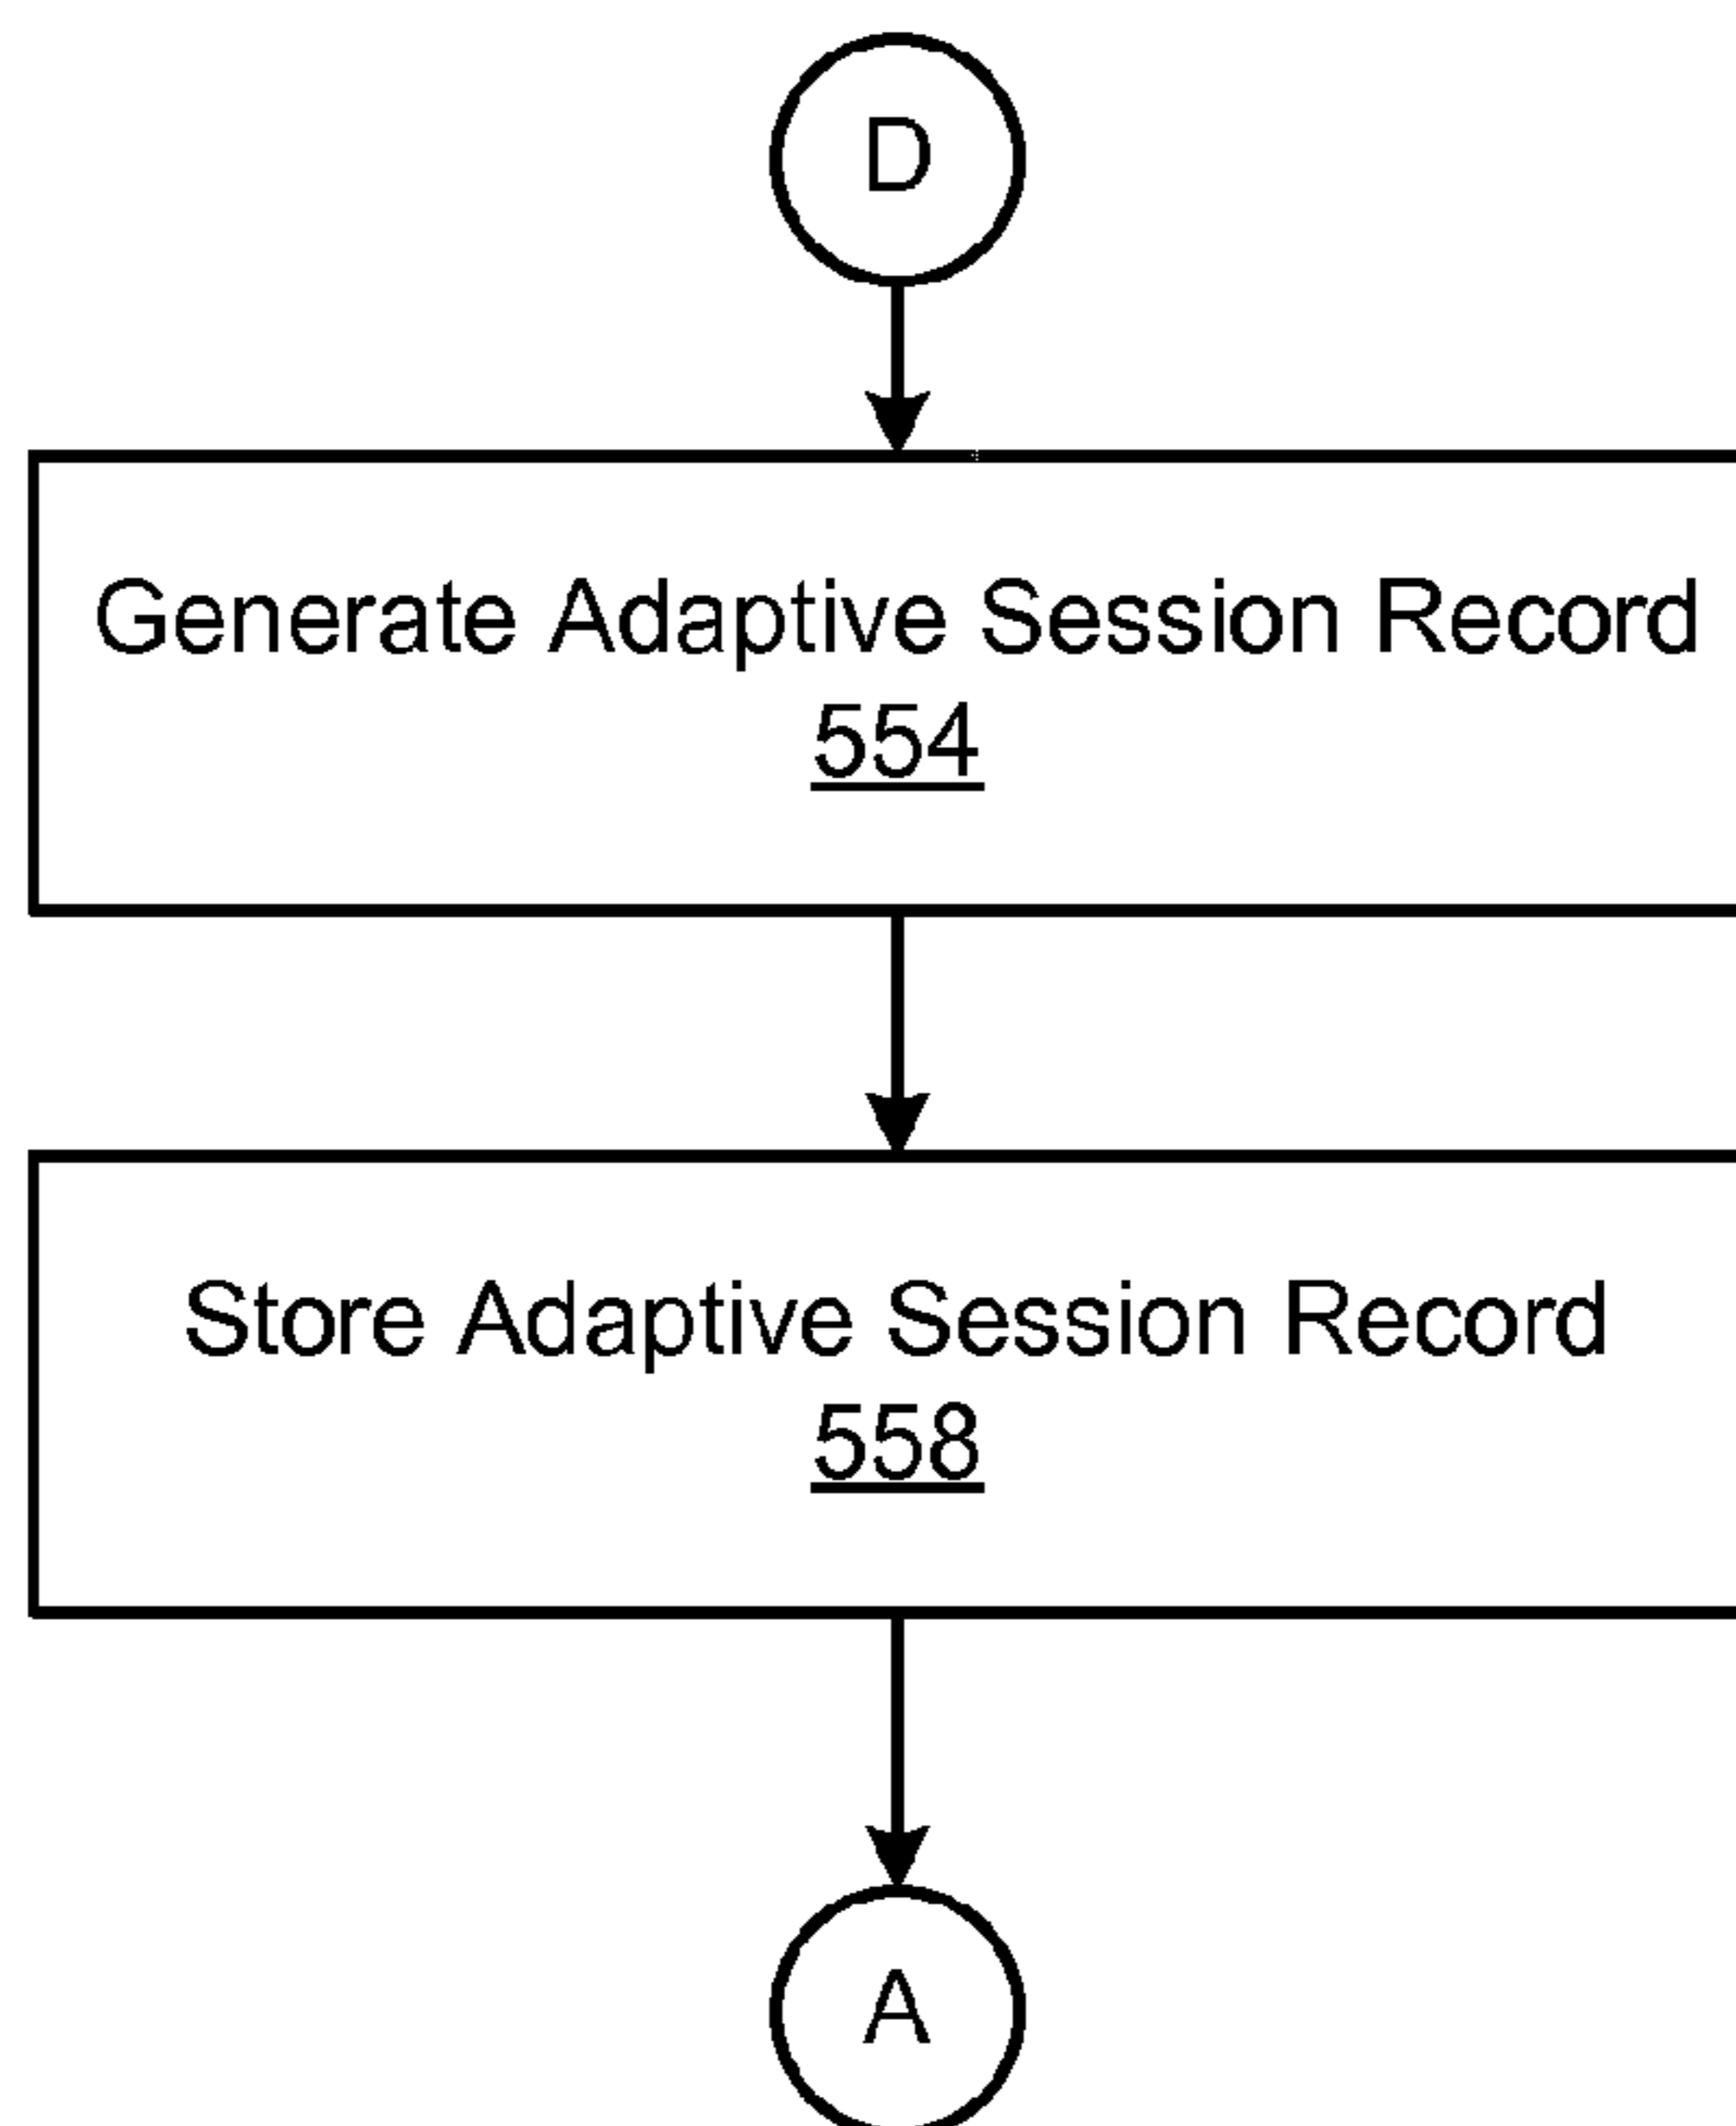 D
Generate Adaptive Session Record
554
Store Adaptive Session Record
558
A